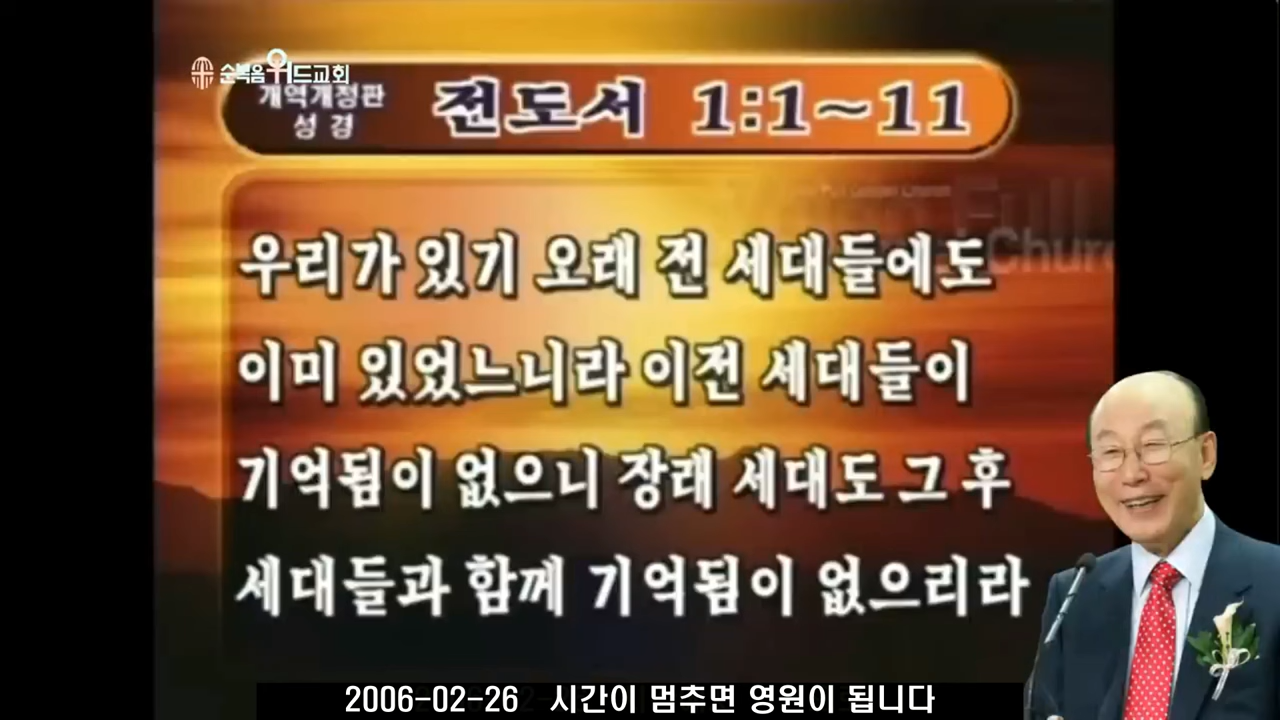 순복음워드교회
개역개정판
성경
전도서 1:1~11
우리가 있기 오래 전 세대들에도
이미 있었느니라 이전 세대들이
기억됨이 없으니 장래 세대도 그 후
세대들과 함께 기억됨이 없으리라
Full
Church
2006-02-26 시간이 멈추면 영원이 됩니다